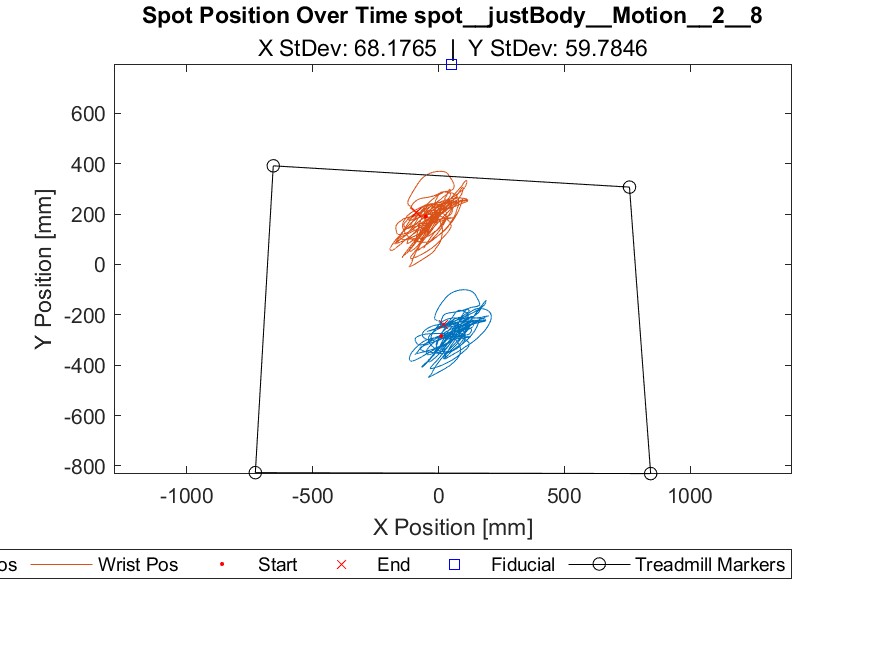 Spot Position Over Time spot__justBody__Motion__2__8
X StDev: 68.1765 | Y StDev: 59.7846
600
400
200
0
-200
-400
-600
-800
Y Position [mm]
-1000 -500 0 500 1000
X Position [mm]
os Wrist Pos Start End Fiducial Treadmill Markers